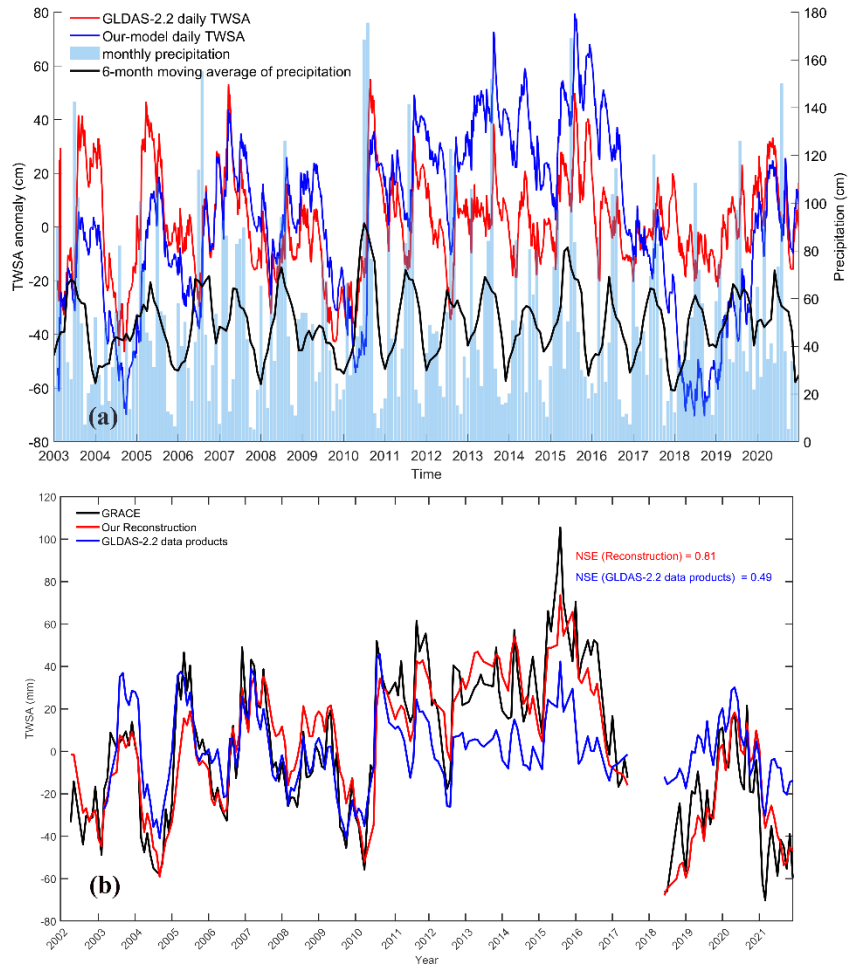 GLDAS-2.2 daily TWSA
Our-model daily TWSA
monthly precipitation
6-month moving average of precipitation
TWSA anomaly (cm)
80
60
40
20
0
-20
-40
-60
-80
180
160
140
120
100
80
60
40
20
0
Precipitation (cm)
(a)
2003 2004 2005 2006 2007 2008 2009 2010 2011 2012 2013 2014 2015 2016 2017 2018 2019 2020
Time
GRACE
Our Reconstruction
GLDAS-2.2 data products
NSE (Reconstruction) = 0.81
NSE (GLDAS-2.2 data products) = 0.49
TWSA (mm)
120
100
80
60
40
20
0
-20
-40
-60
-80
(b)
2002 2003 2004 2005 2006 2007 2008 2009 2010 2011 2012 2013 2014 2015 2016 2017 2018 2019 2020 2021
Year